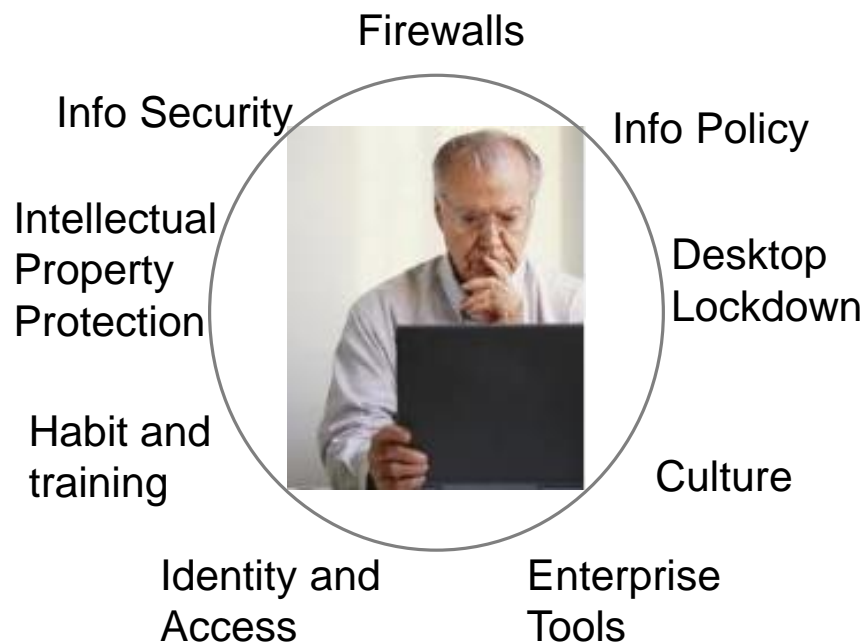 Firewalls
Info Security
Info Policy
Intellectual
Property
Protection
Desktop
Lockdown
Habit and
training
Culture
Identity and
Access
Enterprise
Tools